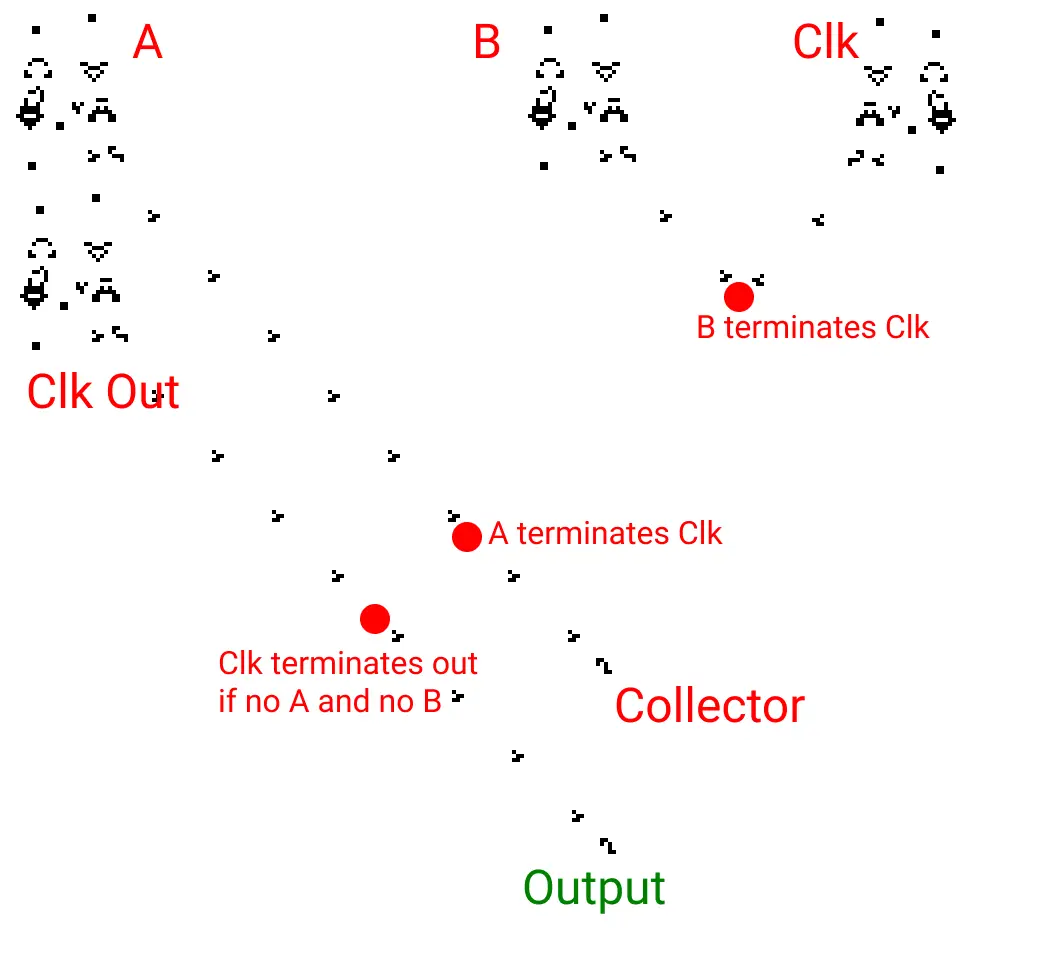 A
B
Clk
B terminates Clk
Clk Out
A terminates Clk
Clk terminates out
if no A and no B
Collector
Output